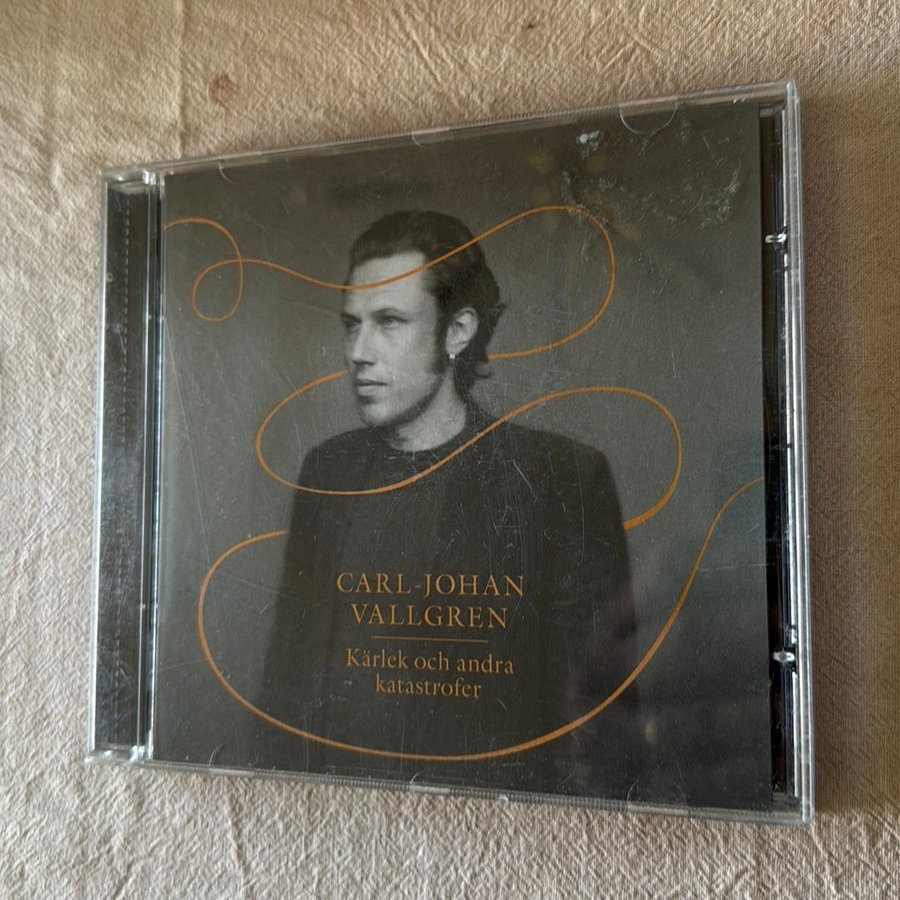 CARL-JOHAN
VALLGREN
Kärlek och andra
katastrofer